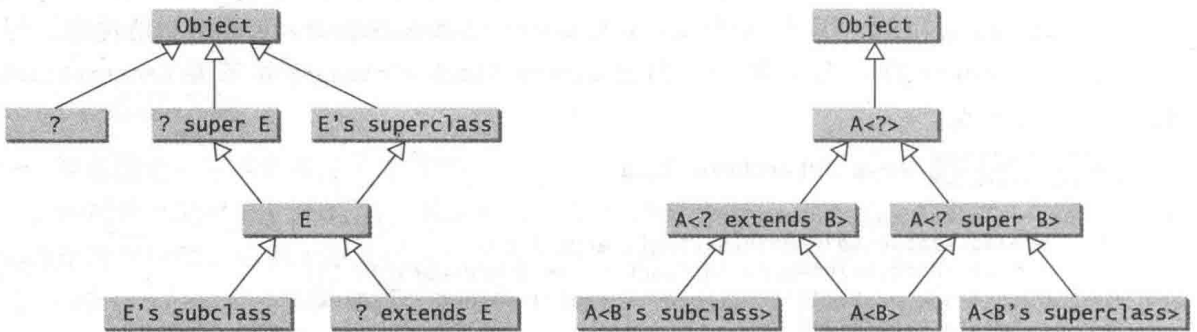 Object
? ? super E E's superclass
E
E's subclass ? extends E
Object
A<?>
A<? extends B> A<? super B>
A<B's subclass> A<B> A<B's superclass>